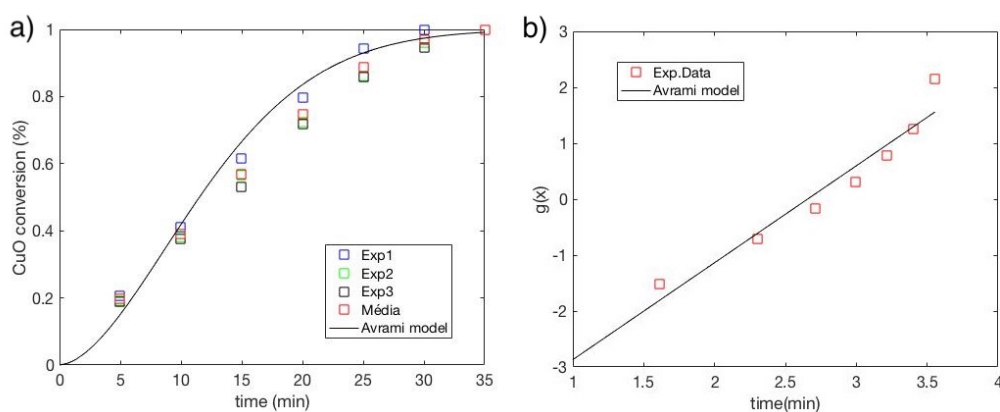 a)
CuO conversion (%)
1
0.8
0.6
0.4
0.2
0
0 5 10 15 20 25 30 35
time (min)
Exp1
Exp2
Exp3
Média
Avrami model
b)
g(x)
3
2
1
0
-1
-2
-3
1 1.5 2 2.5 3 3.5 4
time(min)
Exp.Data
Avrami model